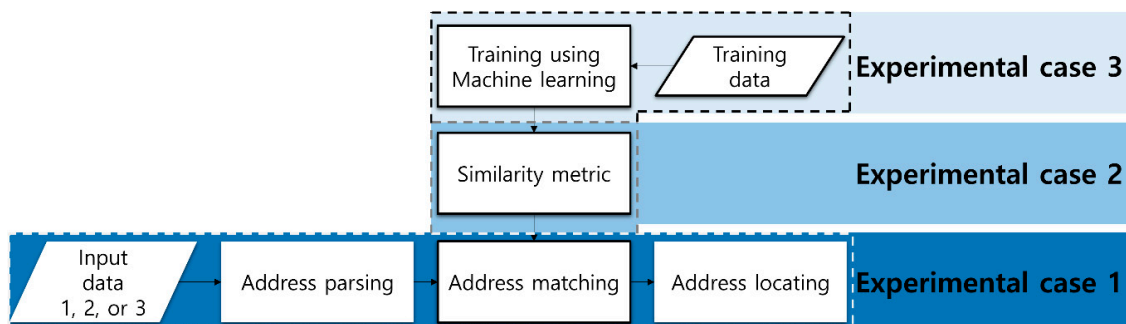 Training using
Machine learning
Training
data
Experimental case 3
Similarity metric
Experimental case 2
Input
data
1, 2, or 3
Address parsing
Address matching
Address locating
Experimental case 1